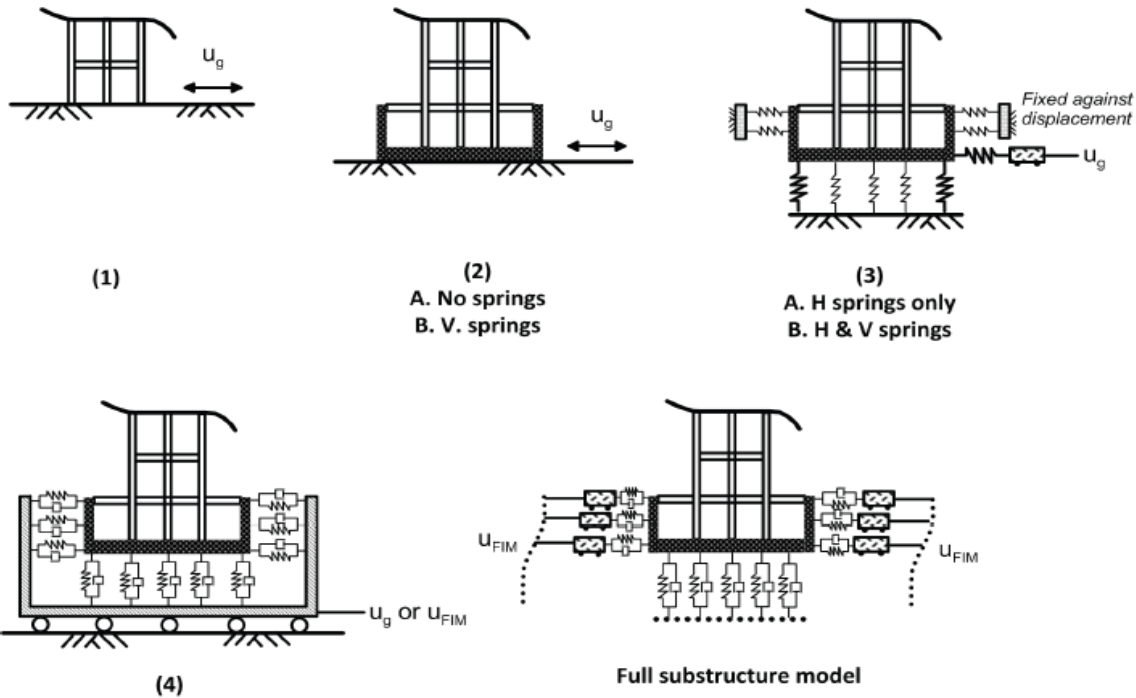 u_g
(1)
u_g
(2)
A. No springs
B. V. springs
Fixed against
displacement
u_g
(3)
A. H springs only
B. H & V springs
u_g or u_FIM
(4)
u_FIM
u_FIM
Full substructure model